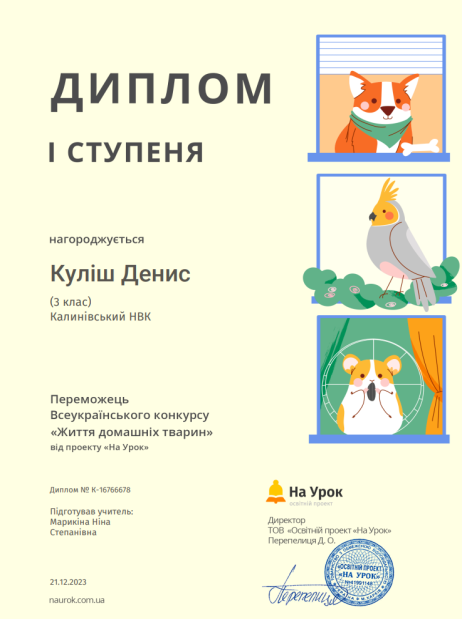 ДИПЛОМ
І СТУПЕНЯ
нагороджується
Куліш Денис
(3 клас)
Калинівський НВК
Переможець
Всеукраїнського конкурсу
«Життя домашніх тварин»
від проекту «На Урок»
Диплом № К-16766678
Підготував учитель:
Марикіна Ніна
Степанівна
21.12.2023
naurok.com.ua
На Урок
освітній проект
Директор
ТОВ «Освітній проект «На Урок»
Перепелиця Д. О.
Перепелиця
ОСВІТНІЙ ПРОЕКТ
«НА УРОК»